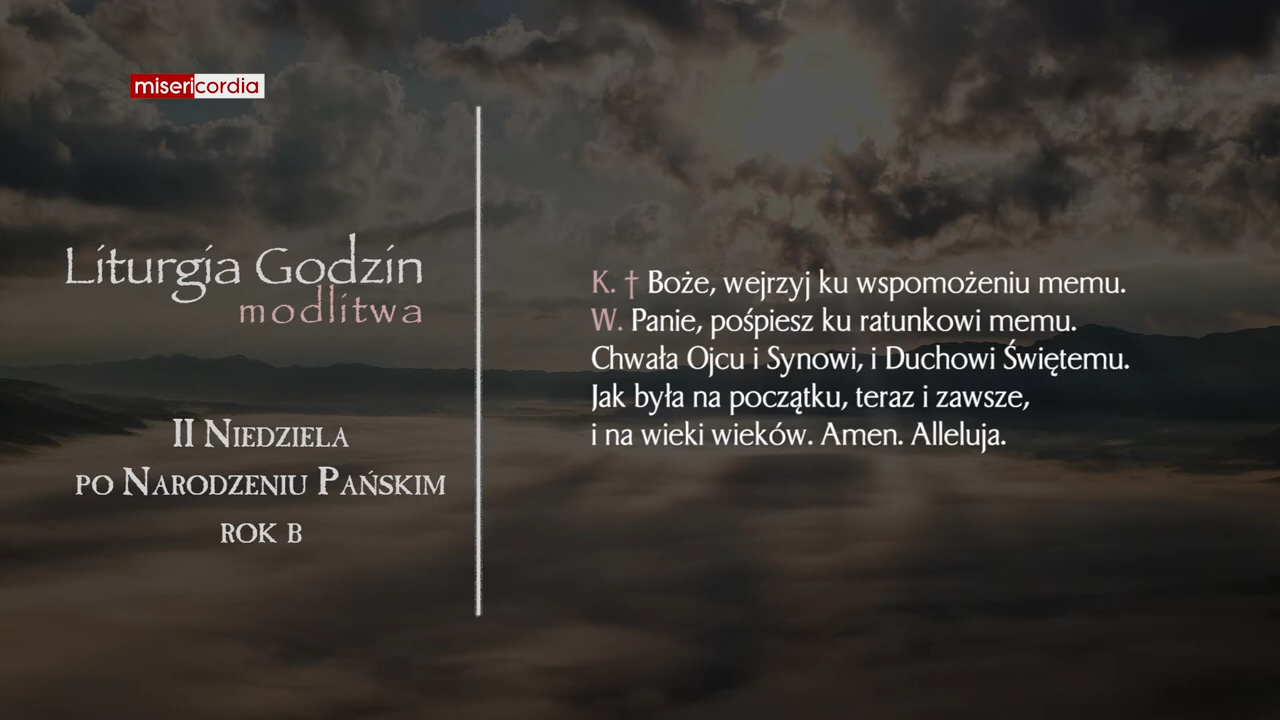 misericordia
Liturgia Godzin
modlitwa
II Niedziela
po Narodzeniu Pańskim
rok B
K. † Boże, wejrzyj ku wspomożeniu memu.
W. Panie, pośpiesz ku ratunkowi memu.
Chwała Ojcu i Synowi, i Duchowi Świętemu.
Jak była na początku, teraz i zawsze,
i na wieki wieków. Amen. Alleluja.